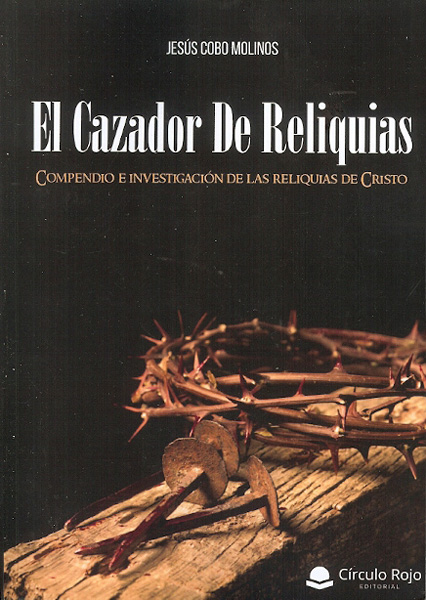 JESÚS COBO MOLINOS
El Cazador De Reliquias
COMPENDIO E INVESTIGACIÓN DE LAS RELIQUIAS DE CRISTO
Círculo Rojo
EDITORIAL